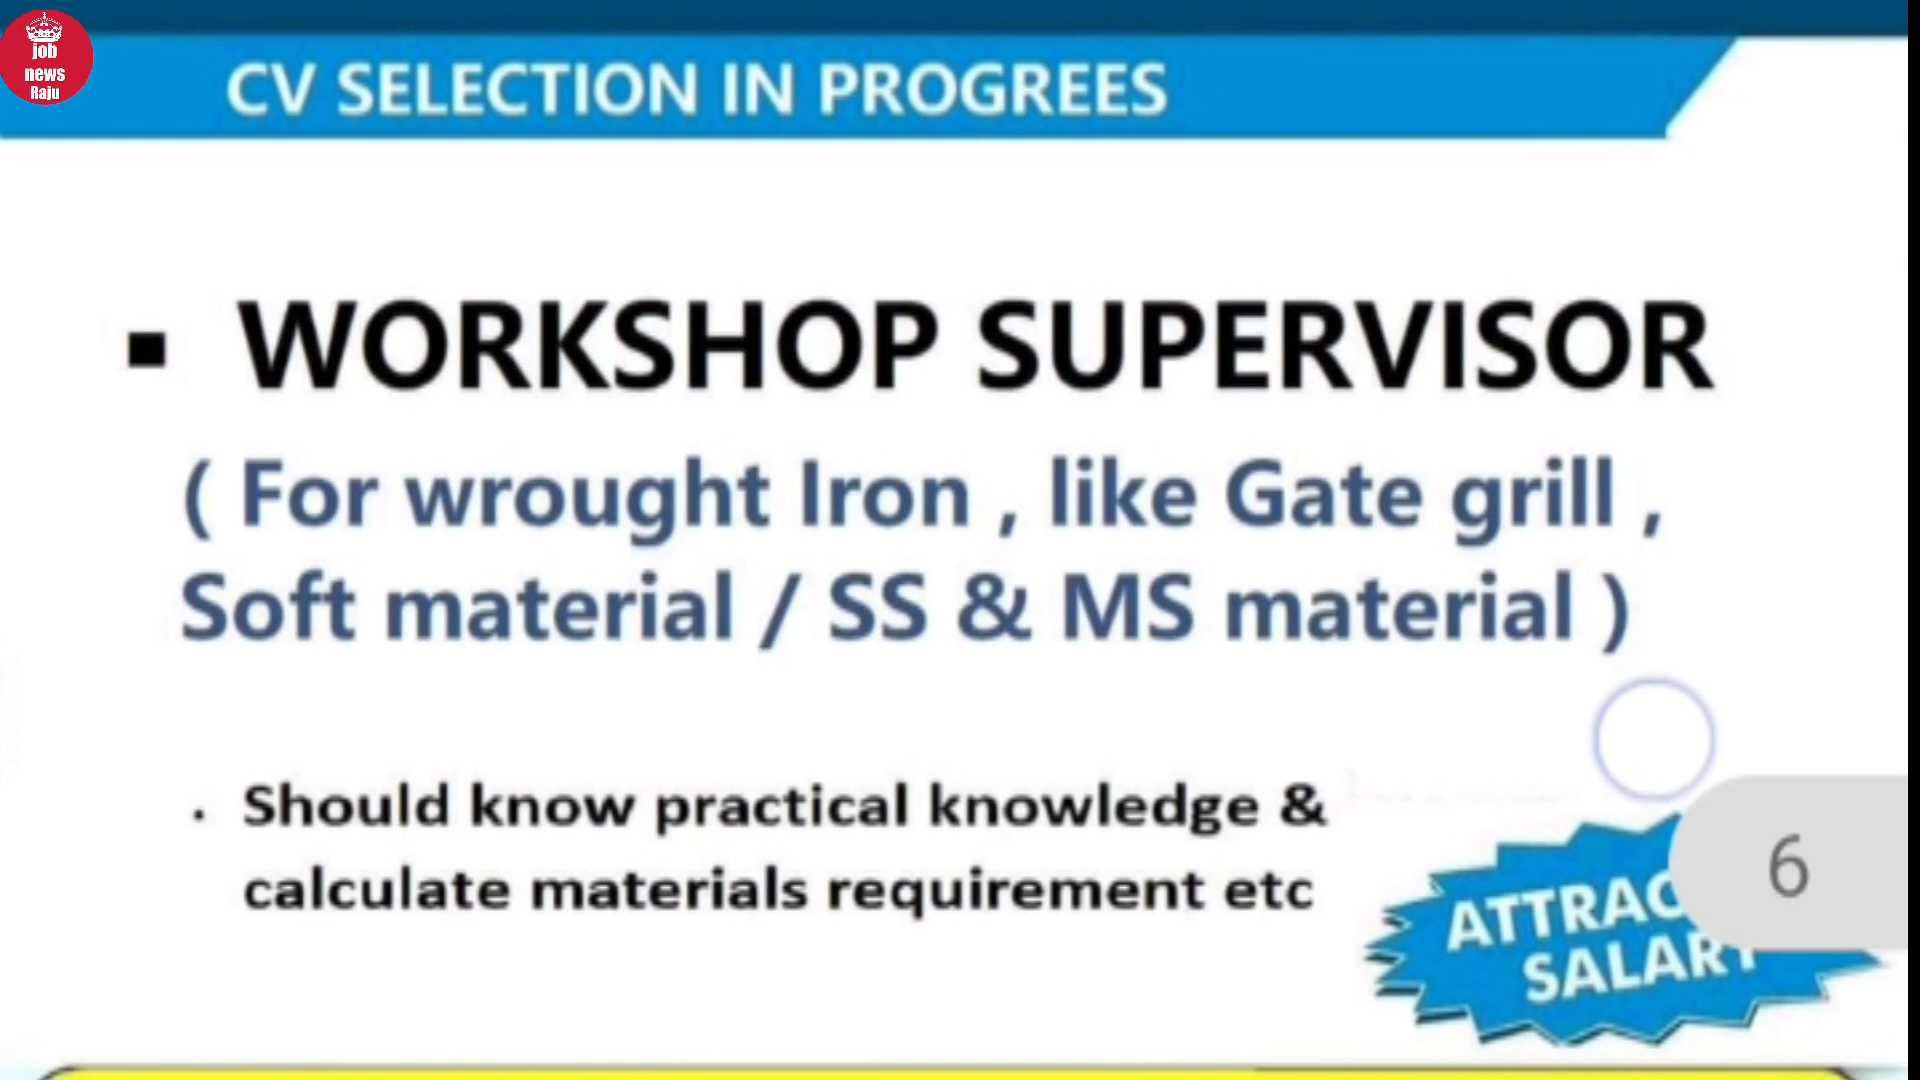 job
news
Raju
CV SELECTION IN PROGREES
▪ WORKSHOP SUPERVISOR
( For wrought Iron , like Gate grill ,
Soft material / SS & MS material )
• Should know practical knowledge &
calculate materials requirement etc
6
SALARY